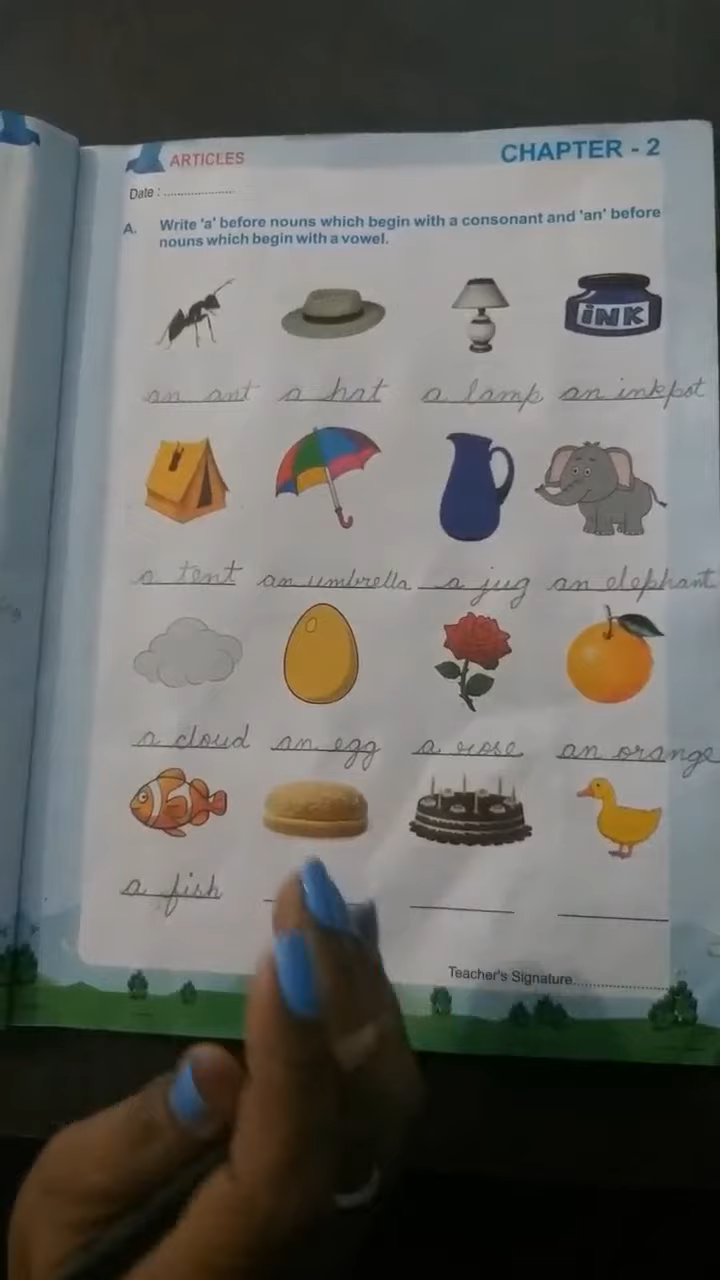 ARTICLES
CHAPTER - 2
Date : ....................
A. Write 'a' before nouns which begin with a consonant and 'an' before
nouns which begin with a vowel.
INK
an ant a hat a lamp an inkpot
a tent an umbrella a jug an elephant
a cloud an egg a rose an orange
a fish
Teacher's Signature......................